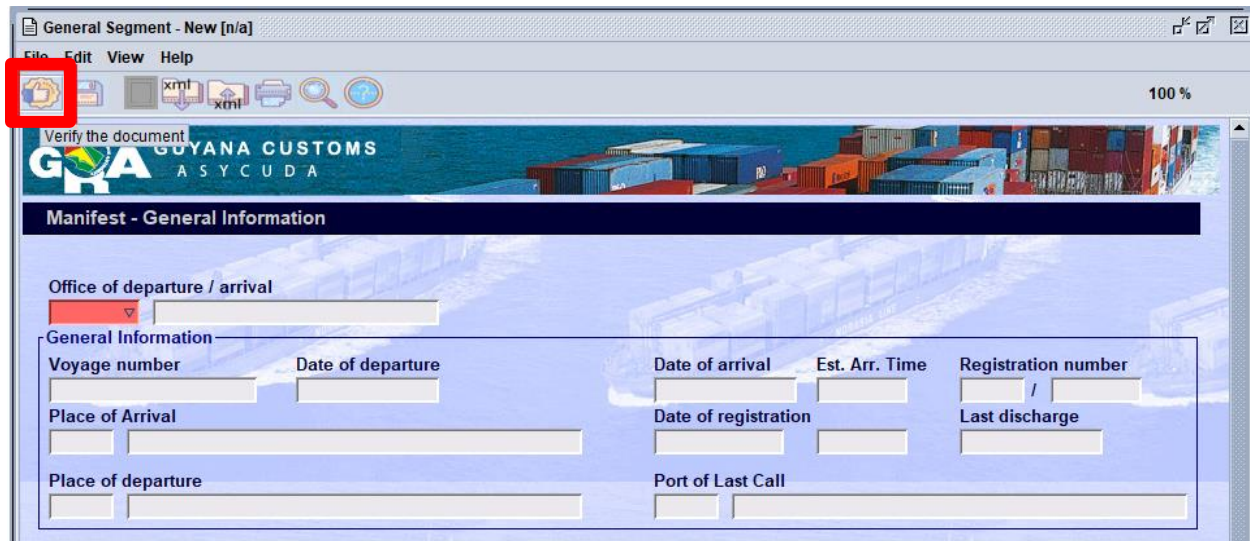 General Segment - New [n/a]
File Edit View Help
xml xml 100 %
Verify the document
GRA GUYANA CUSTOMS
ASYCUDA
Manifest - General Information
Office of departure / arrival
General Information
Voyage number Date of departure Date of arrival Est. Arr. Time Registration number
/
Place of Arrival Date of registration Last discharge
Place of departure Port of Last Call